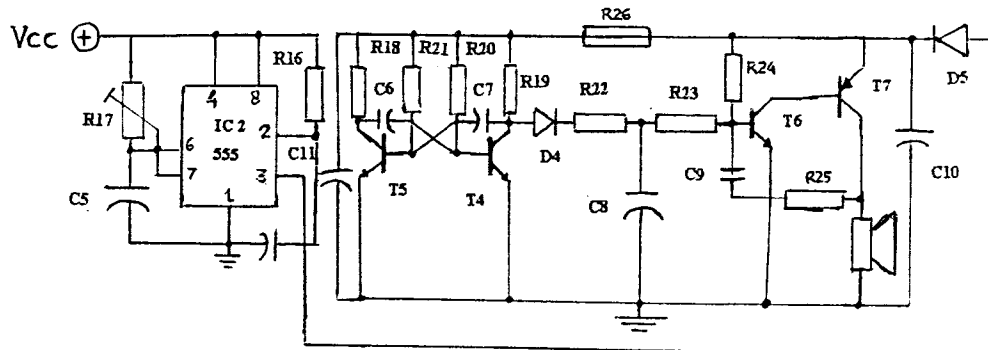 Vcc +
R26
R18
R21
R20
R16
R19
R24
D5
C6
C7
R22
R23
T7
R17
4
8
IC 2
555
2
6
7
3
1
C11
T6
D4
C5
T5
T4
C8
C9
R25
C10